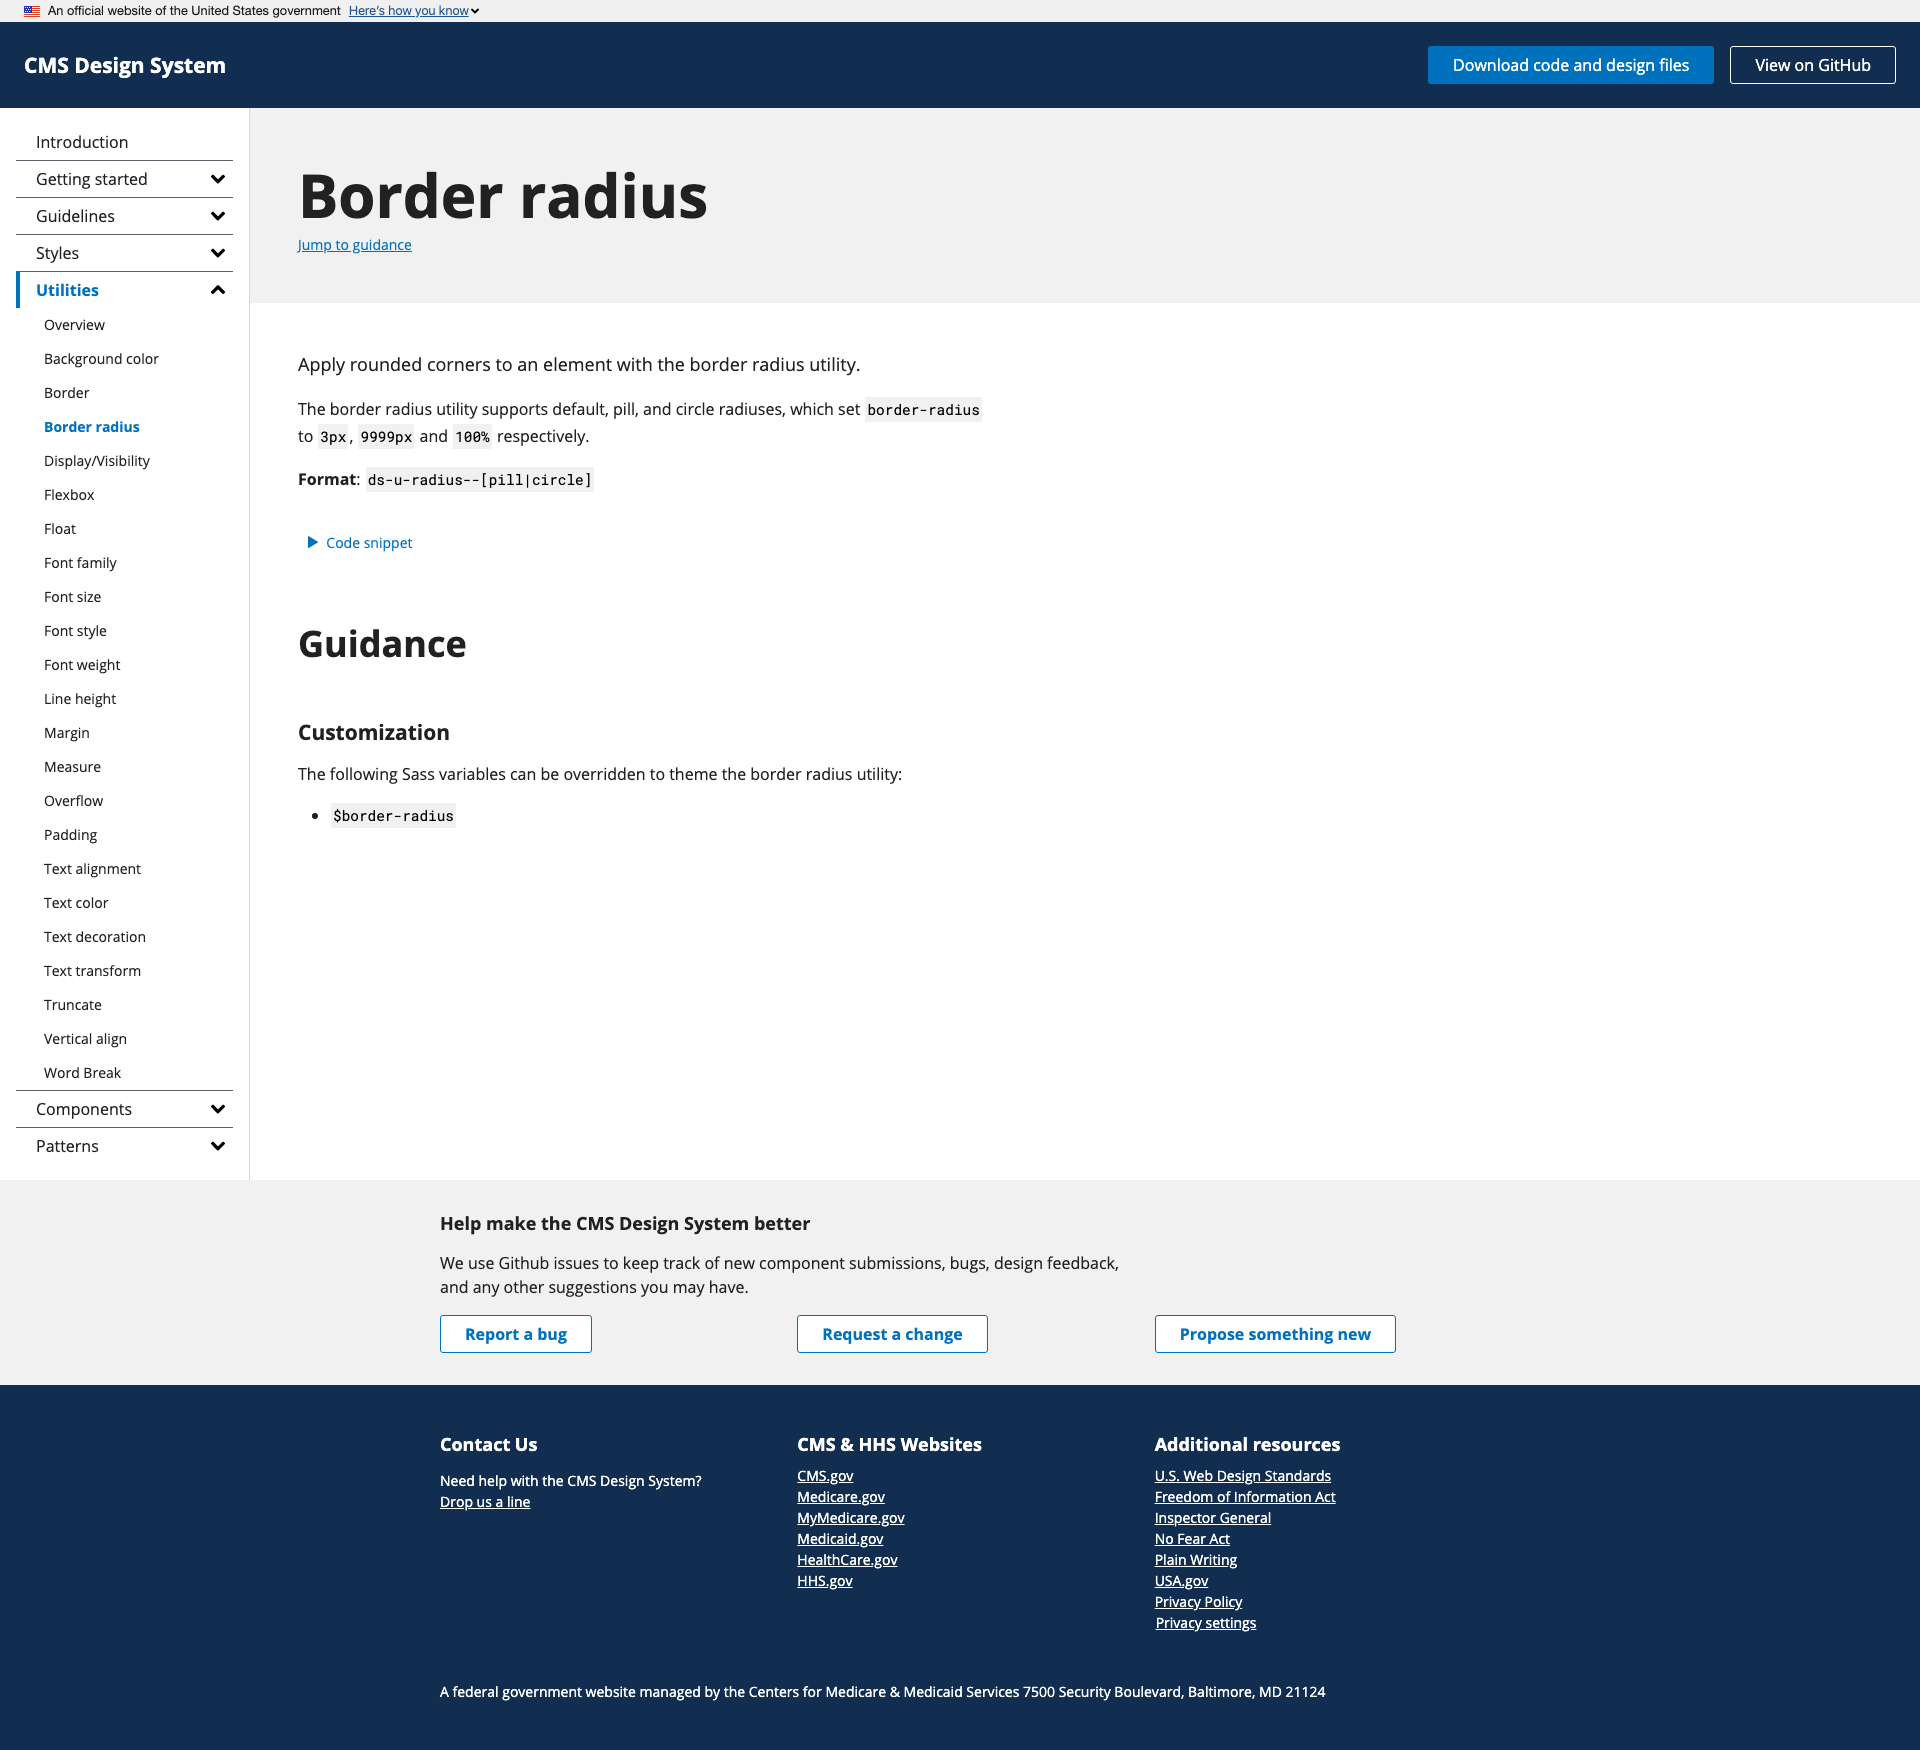 An official website of the United States government Here's how you know
CMS Design System
Download code and design files
View on GitHub
Introduction
Getting started
Guidelines
Styles
Utilities
Overview
Background color
Border
Border radius
Display/Visibility
Flexbox
Float
Font family
Font size
Font style
Font weight
Line height
Margin
Measure
Overflow
Padding
Text alignment
Text color
Text decoration
Text transform
Truncate
Vertical align
Word Break
Components
Patterns
Border radius
Jump to guidance
Apply rounded corners to an element with the border radius utility.
The border radius utility supports default, pill, and circle radiuses, which set border-radius
to 3px, 9999px and 100% respectively.
Format: ds-u-radius--[pill|circle]
Code snippet
Guidance
Customization
The following Sass variables can be overridden to theme the border radius utility:
• $border-radius
Help make the CMS Design System better
We use Github issues to keep track of new component submissions, bugs, design feedback,
and any other suggestions you may have.
Report a bug
Request a change
Propose something new
Contact Us
Need help with the CMS Design System?
Drop us a line
CMS & HHS Websites
CMS.gov
Medicare.gov
MyMedicare.gov
Medicaid.gov
HealthCare.gov
HHS.gov
Additional resources
U.S. Web Design Standards
Freedom of Information Act
Inspector General
No Fear Act
Plain Writing
USA.gov
Privacy Policy
Privacy settings
A federal government website managed by the Centers for Medicare & Medicaid Services 7500 Security Boulevard, Baltimore, MD 21124